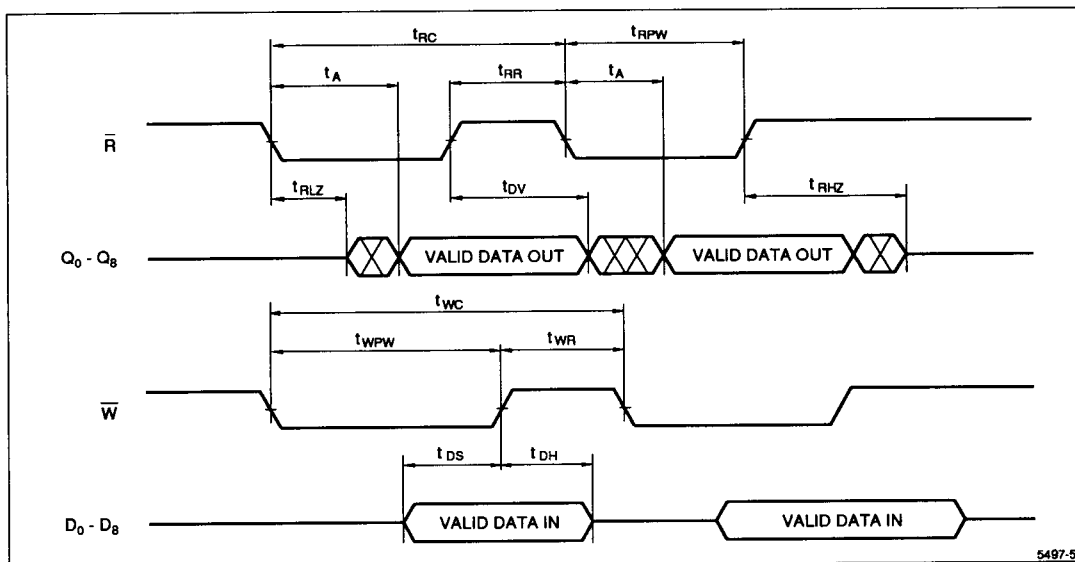 tRC tRPW
tA tRR tA
R̅
tRLZ tDV tRHZ
Q0 - Q8 VALID DATA OUT VALID DATA OUT
tWC
tWPW tWR
W̅
tDS tDH
D0 - D8 VALID DATA IN VALID DATA IN
5497-5